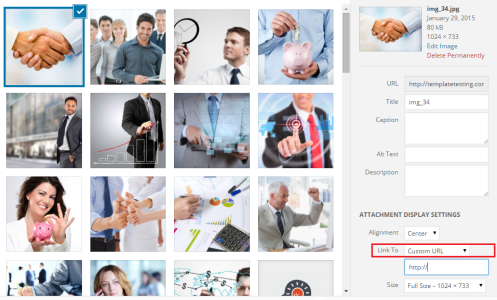 img_34.jpg
January 29, 2015
80 kB
1024 × 733
Edit Image
Delete Permanently
URL http://templatetesting.cor
Title img_34
Caption
Alt Text
Description
ATTACHMENT DISPLAY SETTINGS
Alignment Center
Link To Custom URL
http://
Size Full Size – 1024 × 733